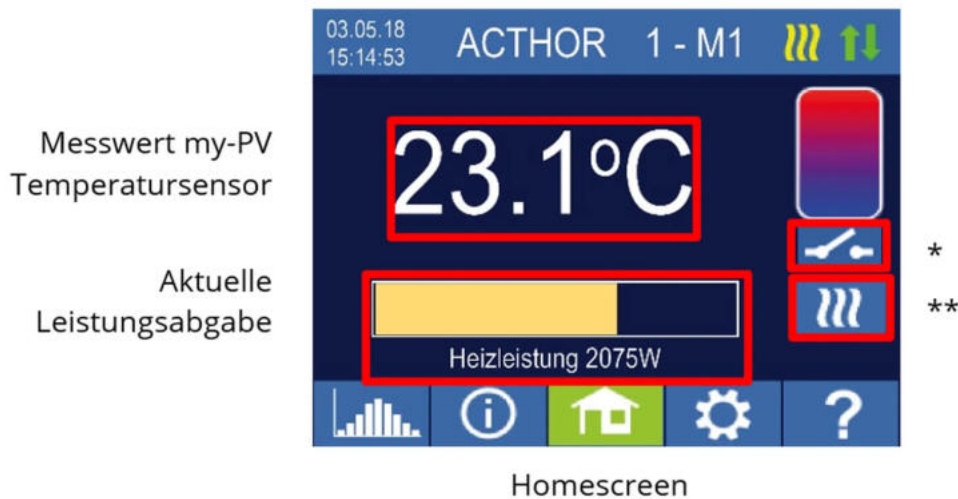 03.05.18
15:14:53
ACTHOR 1 - M1
Messwert my-PV
Temperatursensor
23.1°C
*
Aktuelle
Leistungsabgabe
**
Heizleistung 2075W
?
Homescreen